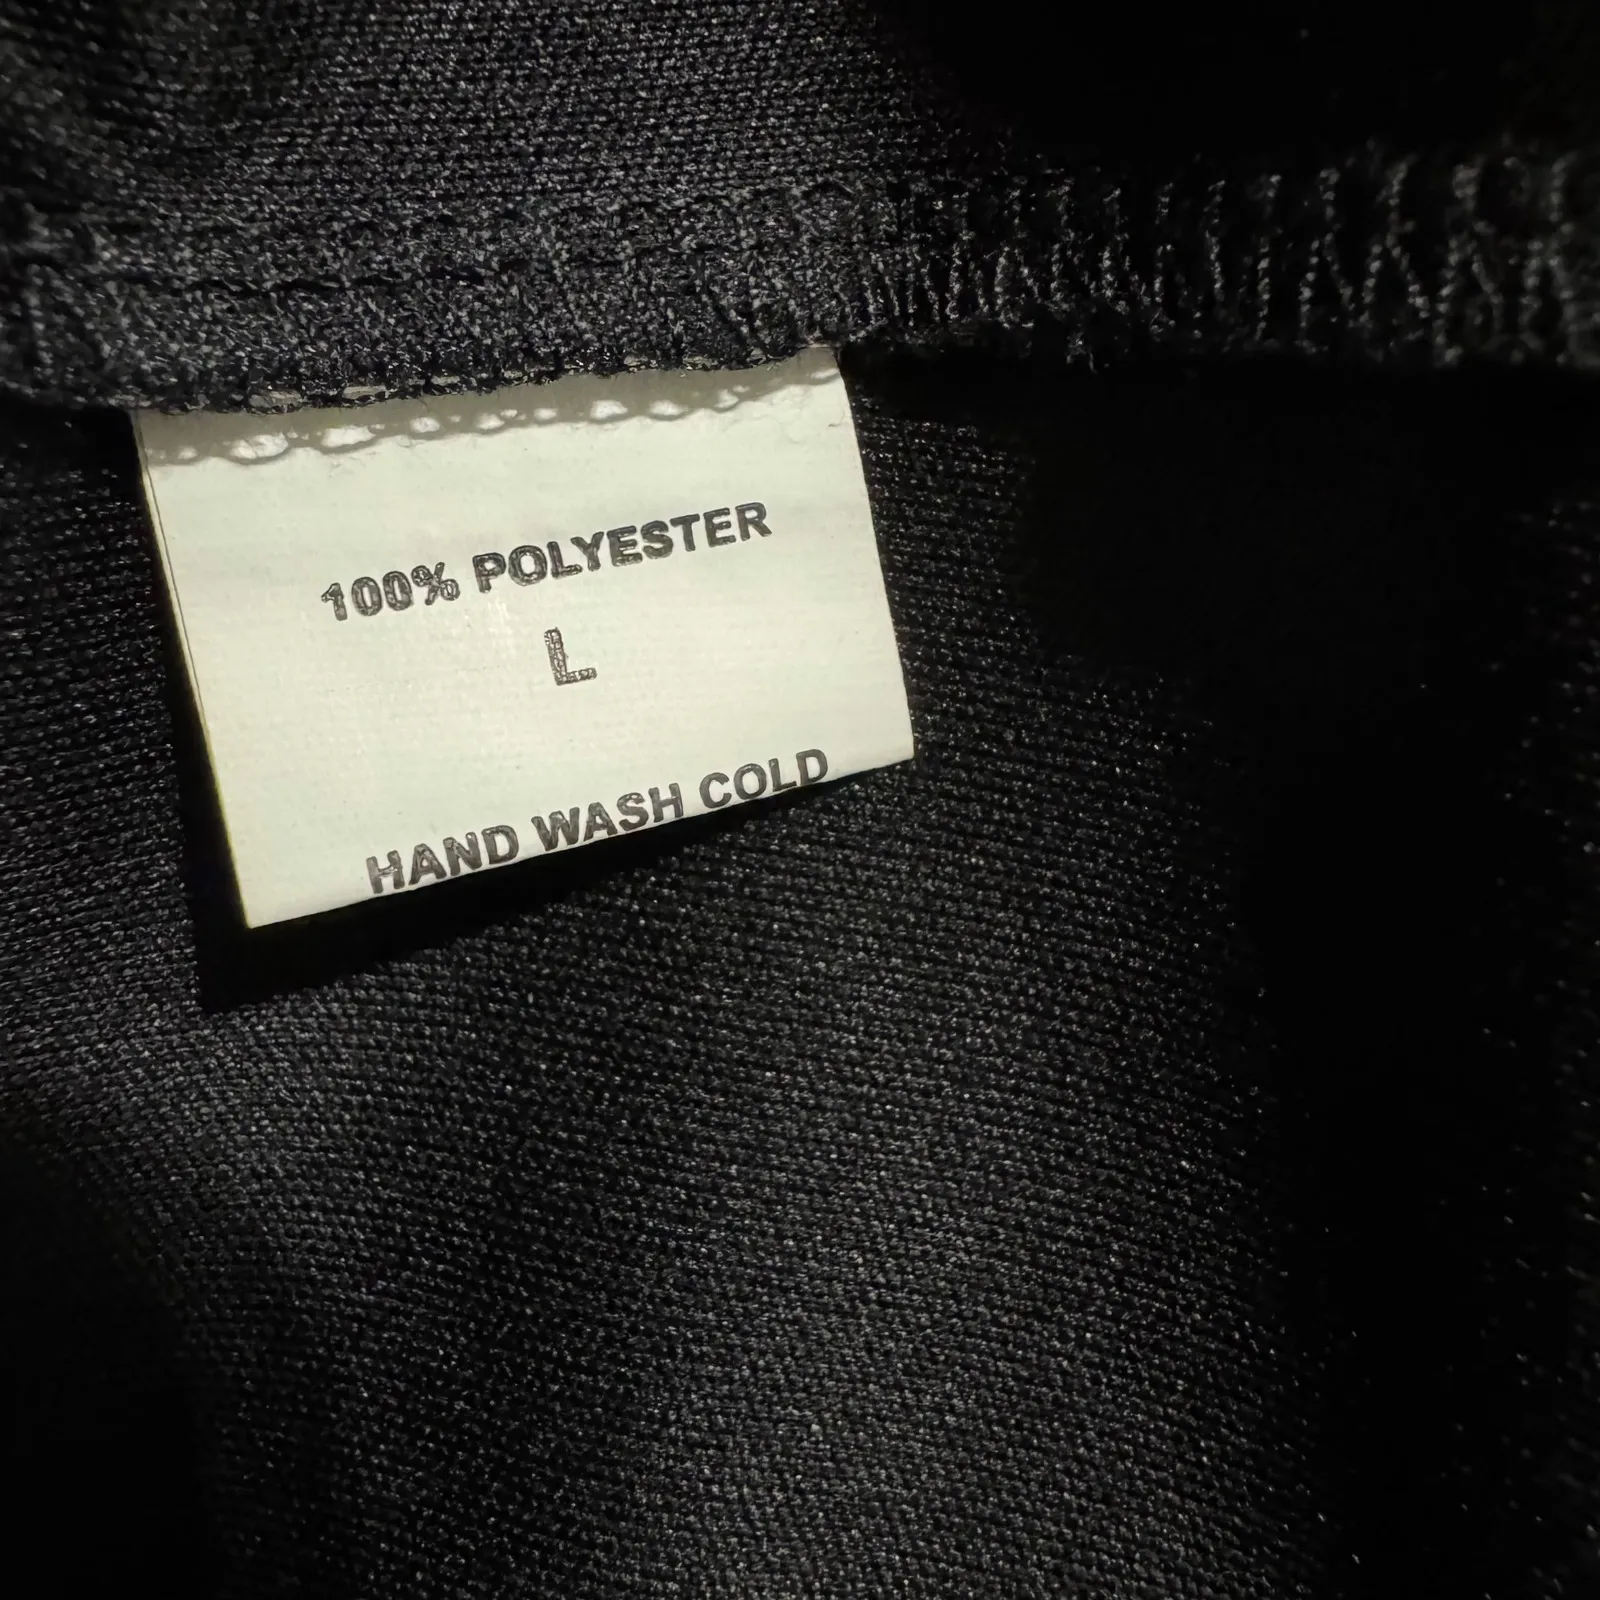 100% POLYESTER
L
HAND WASH COLD